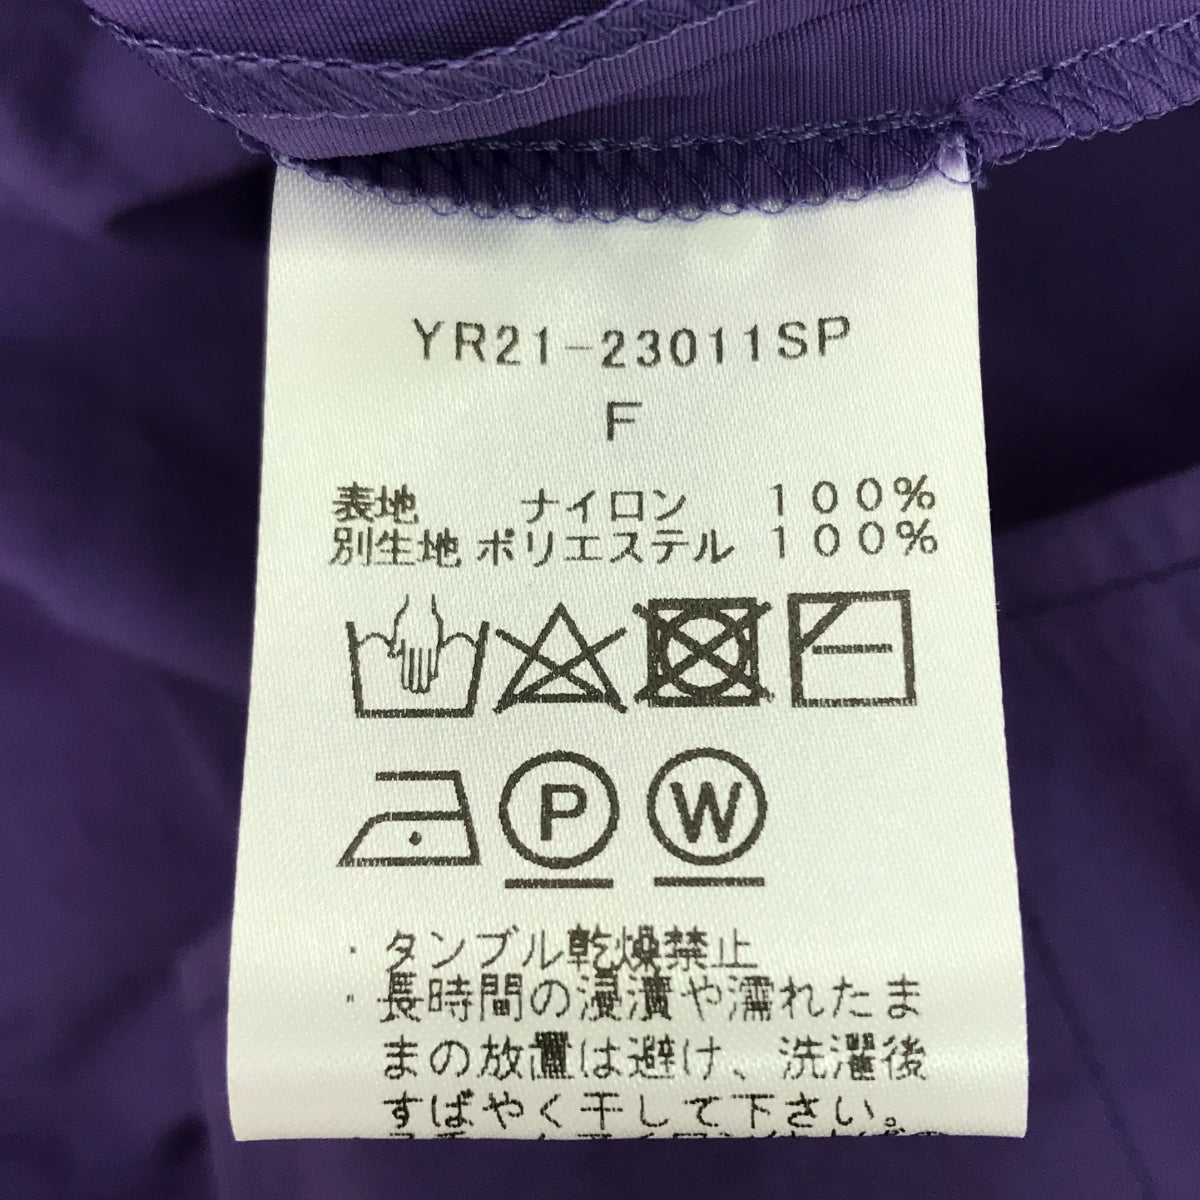 YR21-23011SP
F
表地 ナイロン 100%
別生地 ポリエステル 100%
P W
・タンブル乾燥禁止
・長時間の浸漬や濡れたま
まの放置は避け、洗濯後
すばやく干して下さい。